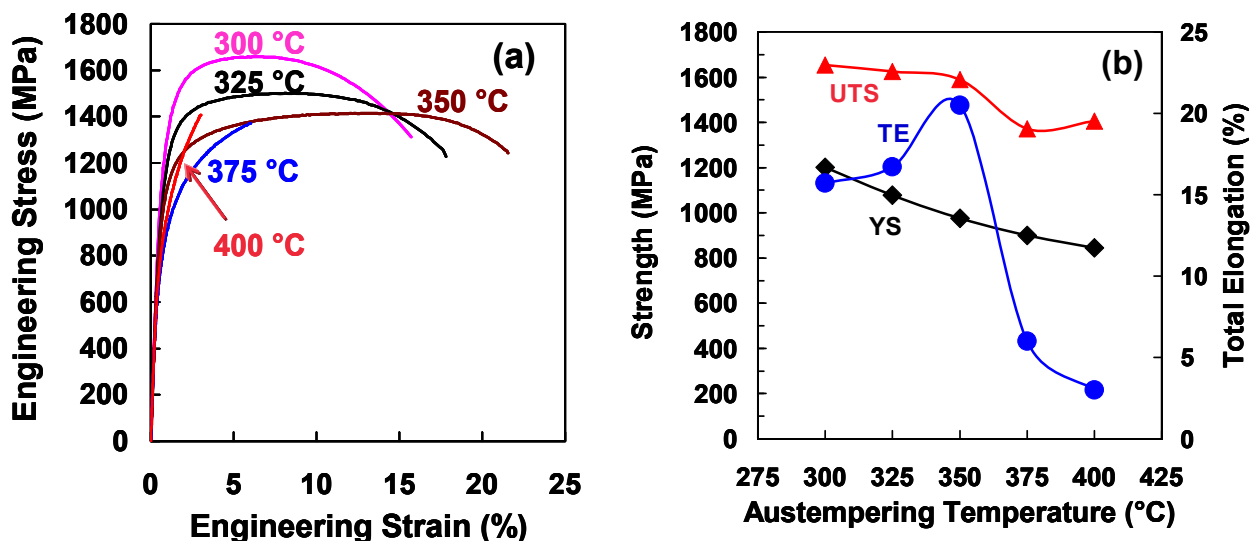 (a)
Engineering Stress (MPa)
1800
1600
1400
1200
1000
800
600
400
200
0
300 °C
325 °C
350 °C
375 °C
400 °C
0 5 10 15 20 25
Engineering Strain (%)
(b)
Strength (MPa)
1800
1600
1400
1200
1000
800
600
400
200
0
UTS
TE
YS
25
20
15
10
5
0
Total Elongation (%)
275 300 325 350 375 400 425
Austempering Temperature (°C)